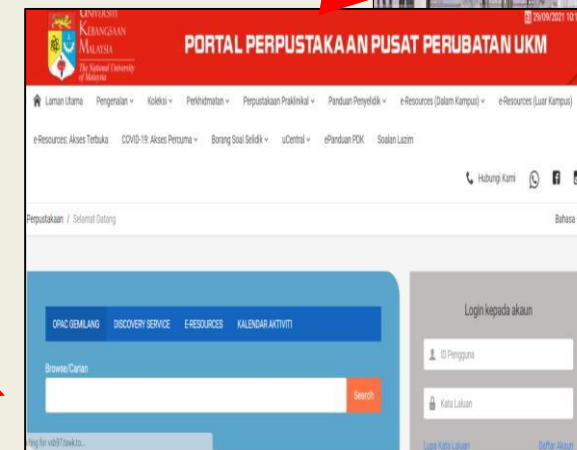 29/09/2021 10:1
UNIVERSITI
KEBANGSAAN
MALAYSIA
The National University
of Malaysia
PORTAL PERPUSTAKAAN PUSAT PERUBATAN UKM
Laman Utama Pengenalan Koleksi Perkhidmatan Perpustakaan Praklinikal Panduan Penyelidik e-Resources (Dalam Kampus) e-Resources (Luar Kampus)
e-Resources: Akses Terbuka COVID-19: Akses Percuma Borang Soal Selidik uCentral ePanduan PDK Soalan Lazim
Hubungi Kami
Perpustakaan / Selamat Datang
Bahasa
OPAC GEMILANG DISCOVERY SERVICE E-RESOURCES KALENDAR AKTIVITI
Browse/Carian
Search
Login kepada akaun
ID Pengguna
Kata Laluan
Lupa Kata Laluan Daftar Akaun